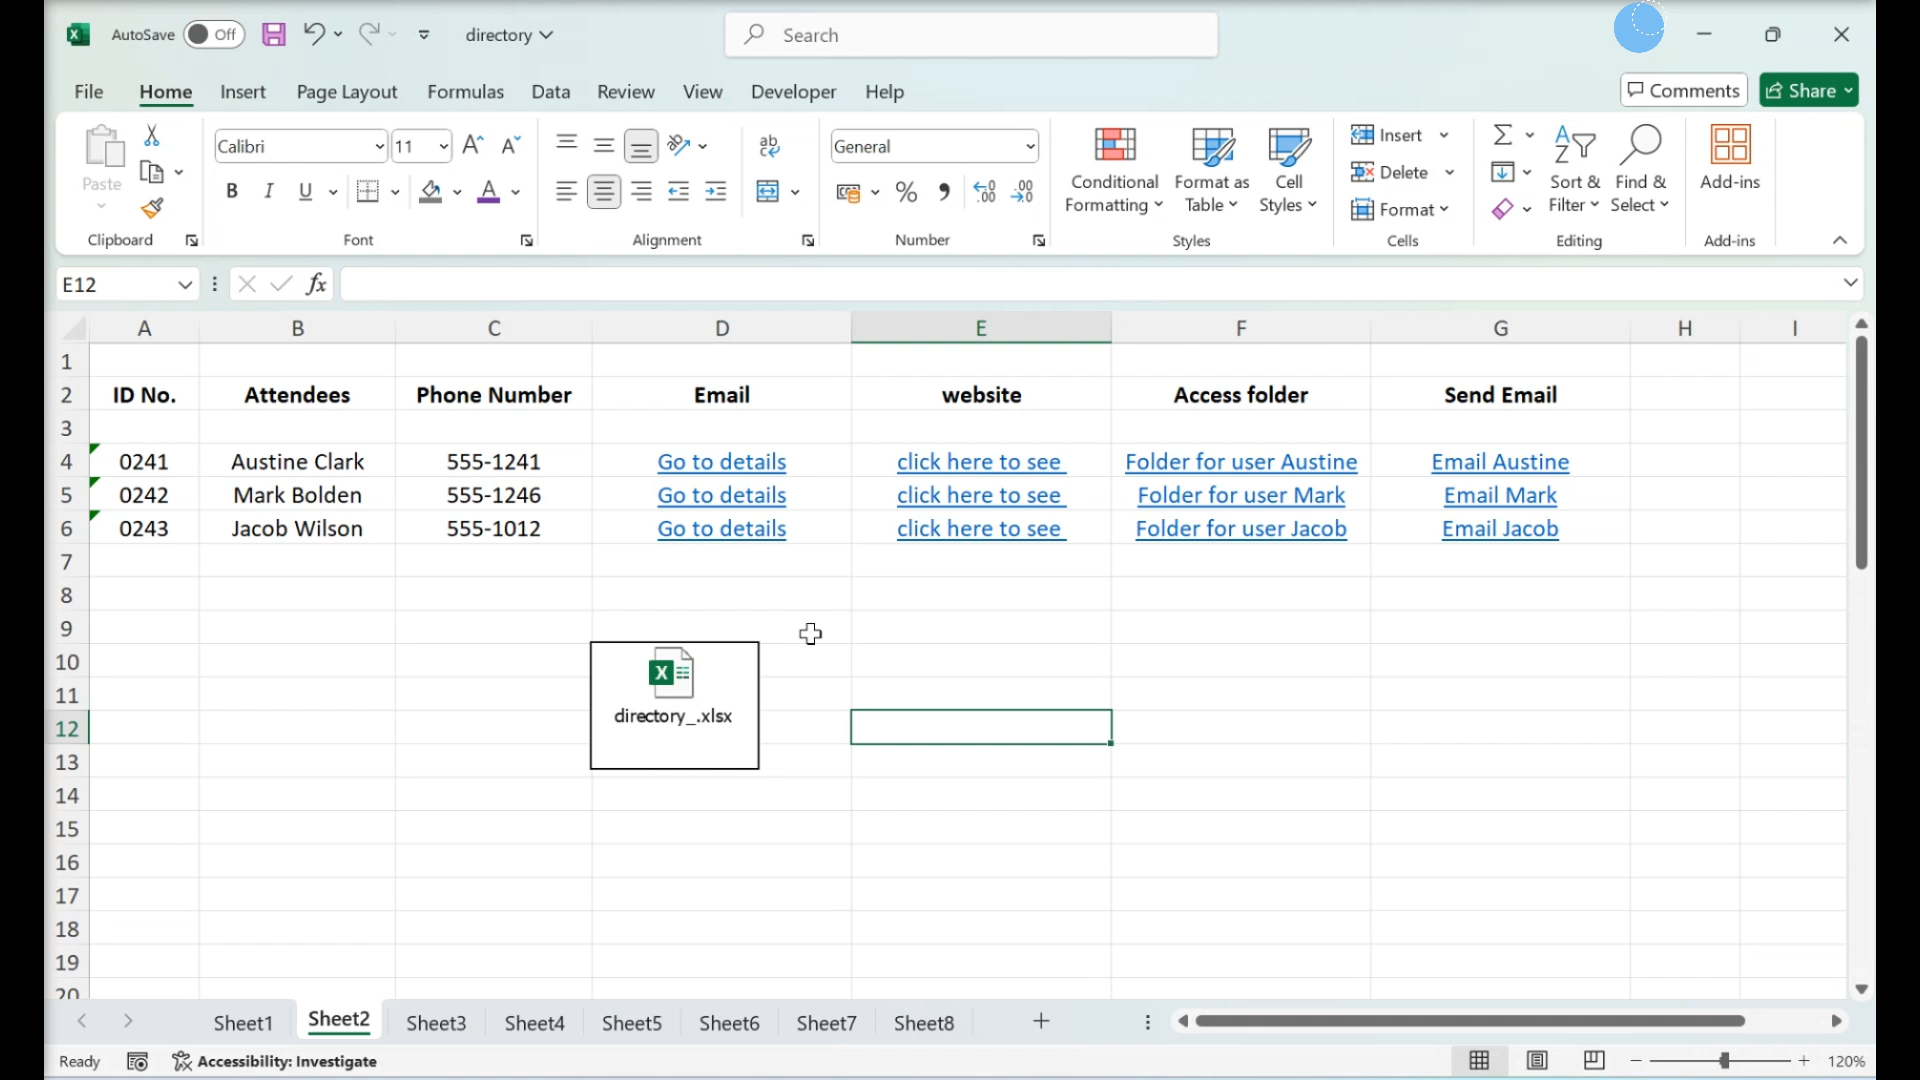 AutoSave Off directory Search
File Home Insert Page Layout Formulas Data Review View Developer Help Comments Share
Paste Calibri 11 General Conditional Formatting Format as Table Cell Styles Insert Delete Format Sort & Filter Find & Select Add-ins
Clipboard Font Alignment Number Styles Cells Editing Add-ins
E12 fx
A B C D E F G H I
1
2 ID No. Attendees Phone Number Email website Access folder Send Email
3
4 0241 Austine Clark 555-1241 Go to details click here to see Folder for user Austine Email Austine
5 0242 Mark Bolden 555-1246 Go to details click here to see Folder for user Mark Email Mark
6 0243 Jacob Wilson 555-1012 Go to details click here to see Folder for user Jacob Email Jacob
7
8
9
10
11 directory_.xlsx
12
13
14
15
16
17
18
19
20
Sheet1 Sheet2 Sheet3 Sheet4 Sheet5 Sheet6 Sheet7 Sheet8
Ready Accessibility: Investigate 120%